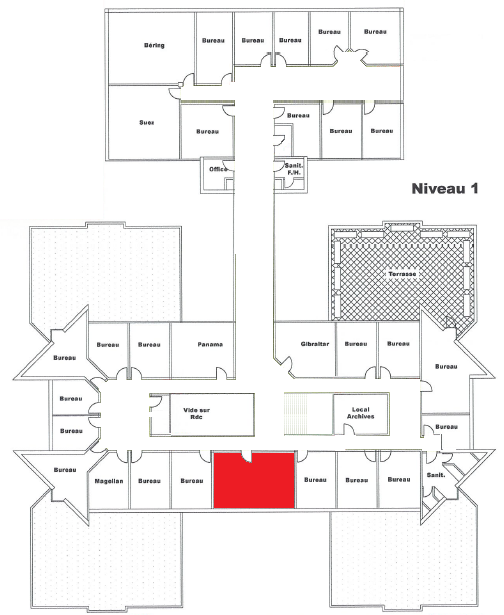 Bureau Bureau Bureau Bureau Bureau
Béring
Suez
Bureau
Bureau Bureau Bureau
Office
Sanit.
F./H.
Niveau 1
Terrasse
Bureau Bureau Bureau Panama Gibraltar Bureau Bureau Bureau
Bureau
Vide sur
Rdc
Local
Archives
Bureau
Bureau
Bureau
Magellan Bureau Bureau Bureau Bureau Bureau
Sanit.